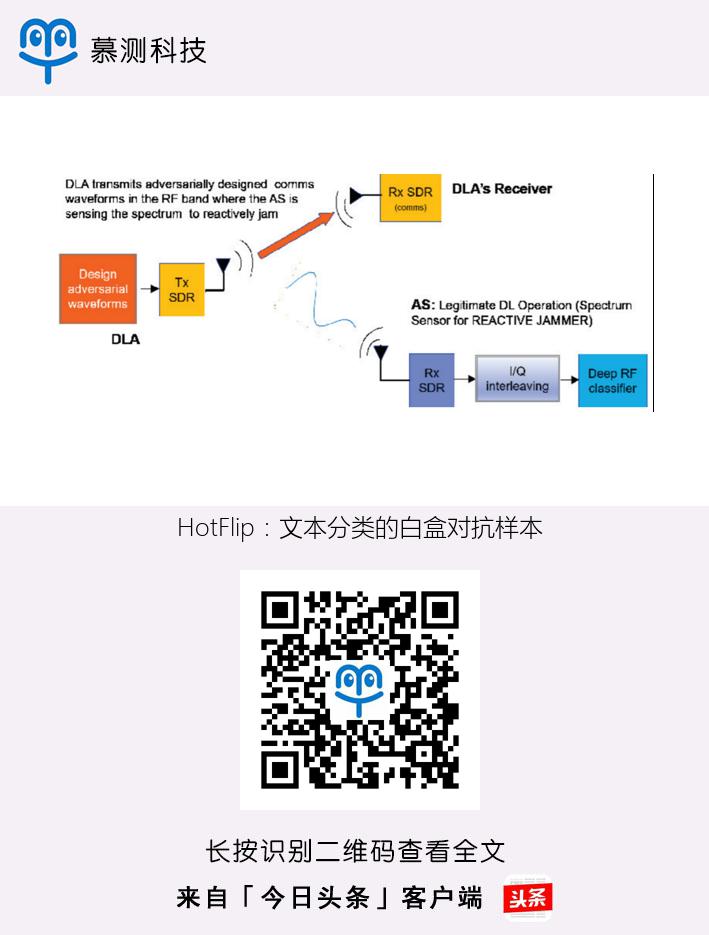 慕测科技
DLA transmits adversarially designed comms
waveforms in the RF band where the AS is
sensing the spectrum to reactively jam
Rx SDR
(comms)
DLA's Receiver
Design
adversarial
waveforms
Tx
SDR
DLA
AS: Legitimate DL Operation (Spectrum
Sensor for REACTIVE JAMMER)
Rx
SDR
I/Q
interleaving
Deep RF
classifier
HotFlip：文本分类的白盒对抗样本
长按识别二维码查看全文
来自「今日头条」客户端
头条